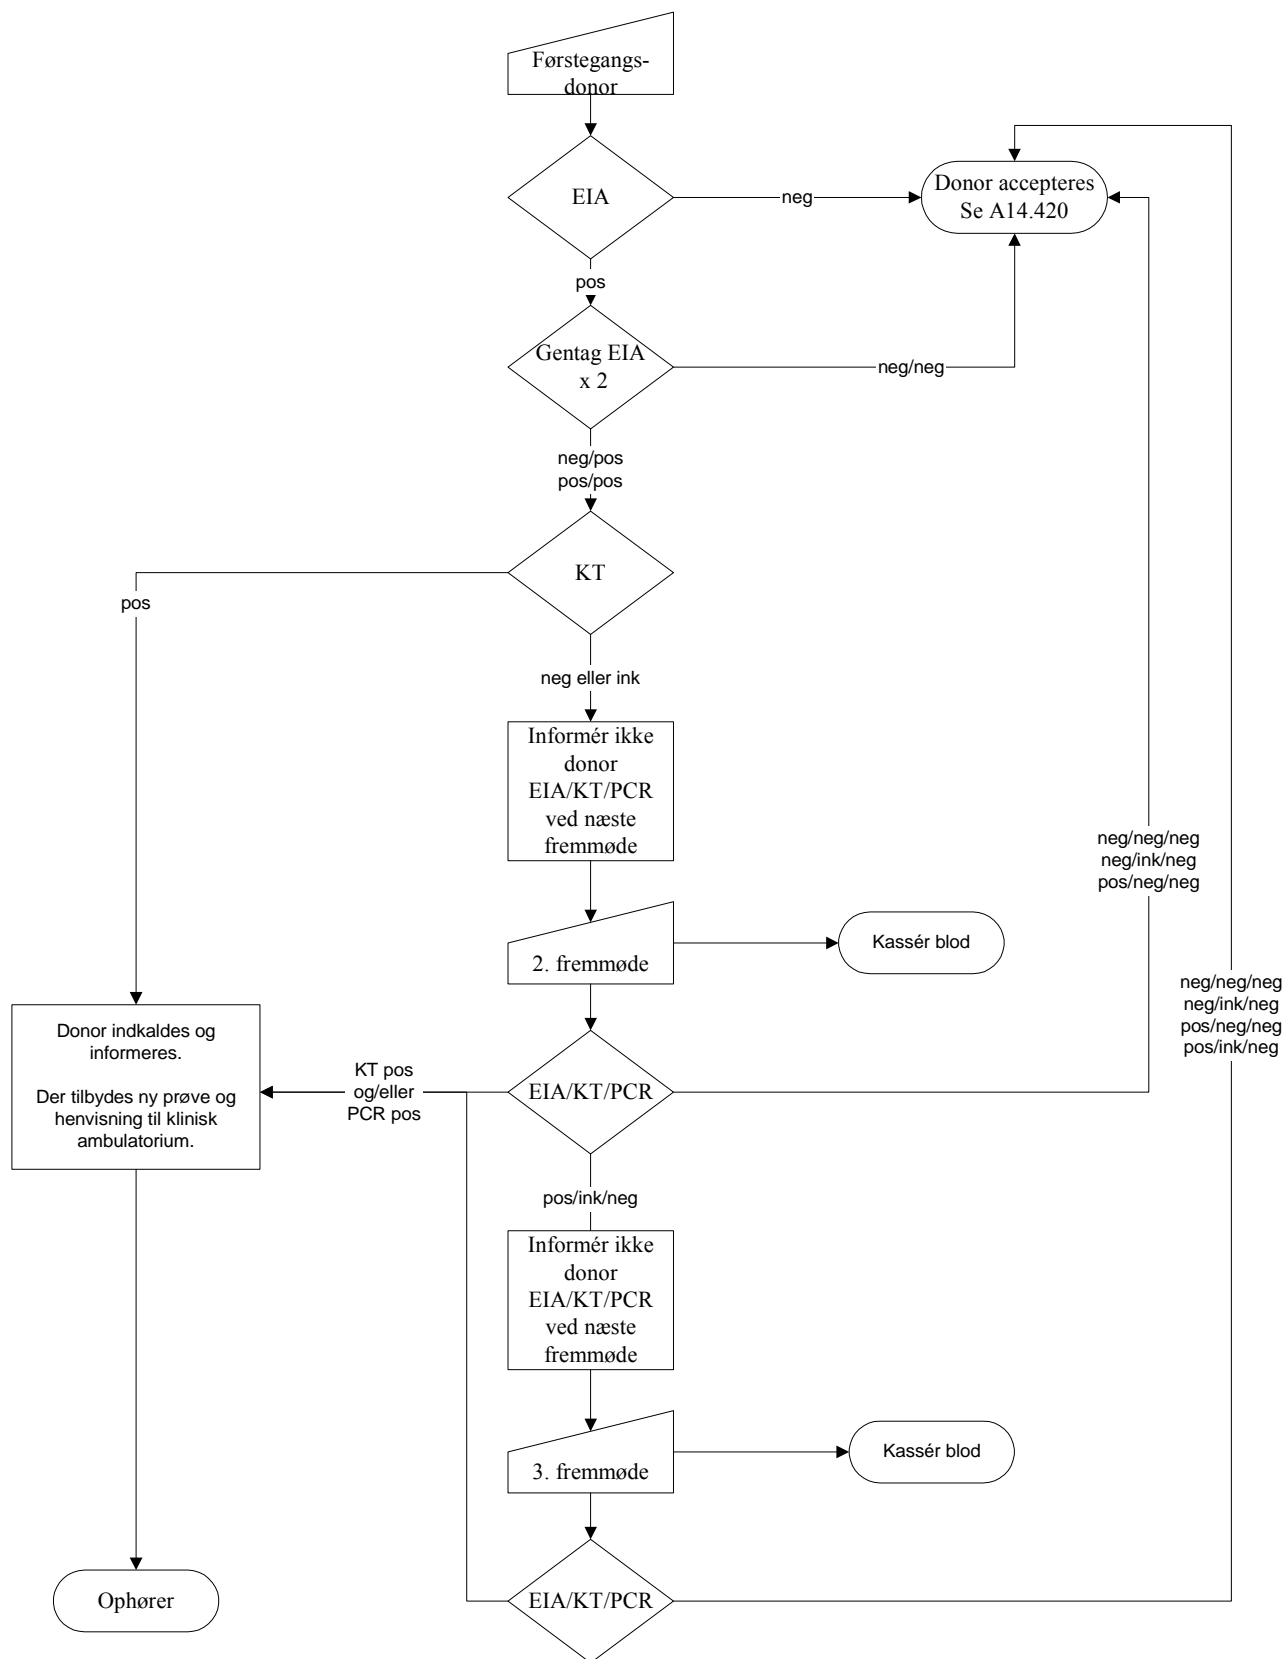 Førstegangs-
donor
EIA
neg
Donor accepteres
Se A14.420
pos
Gentag EIA
x 2
neg/neg
neg/pos
pos/pos
KT
pos
neg eller ink
Informér ikke
donor
EIA/KT/PCR
ved næste
fremmøde
neg/neg/neg
neg/ink/neg
pos/neg/neg
2. fremmøde
Kassér blod
neg/neg/neg
neg/ink/neg
pos/neg/neg
pos/ink/neg
Donor indkaldes og
informeres.
Der tilbydes ny prøve og
henvisning til klinisk
ambulatorium.
KT pos
og/eller
PCR pos
EIA/KT/PCR
pos/ink/neg
Informér ikke
donor
EIA/KT/PCR
ved næste
fremmøde
3. fremmøde
Kassér blod
Ophører
EIA/KT/PCR